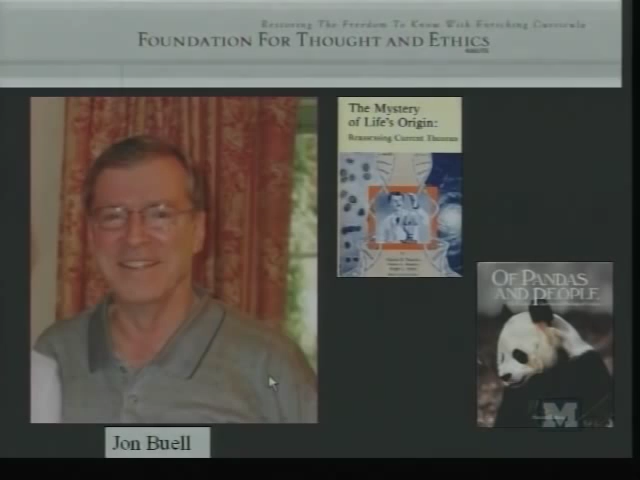 Restoring The Freedom To Know With Enriching Curricula
FOUNDATION FOR THOUGHT AND ETHICS
The Mystery
of Life's Origin:
Reassessing Current Theories
OF PANDAS
AND PEOPLE
M
Jon Buell